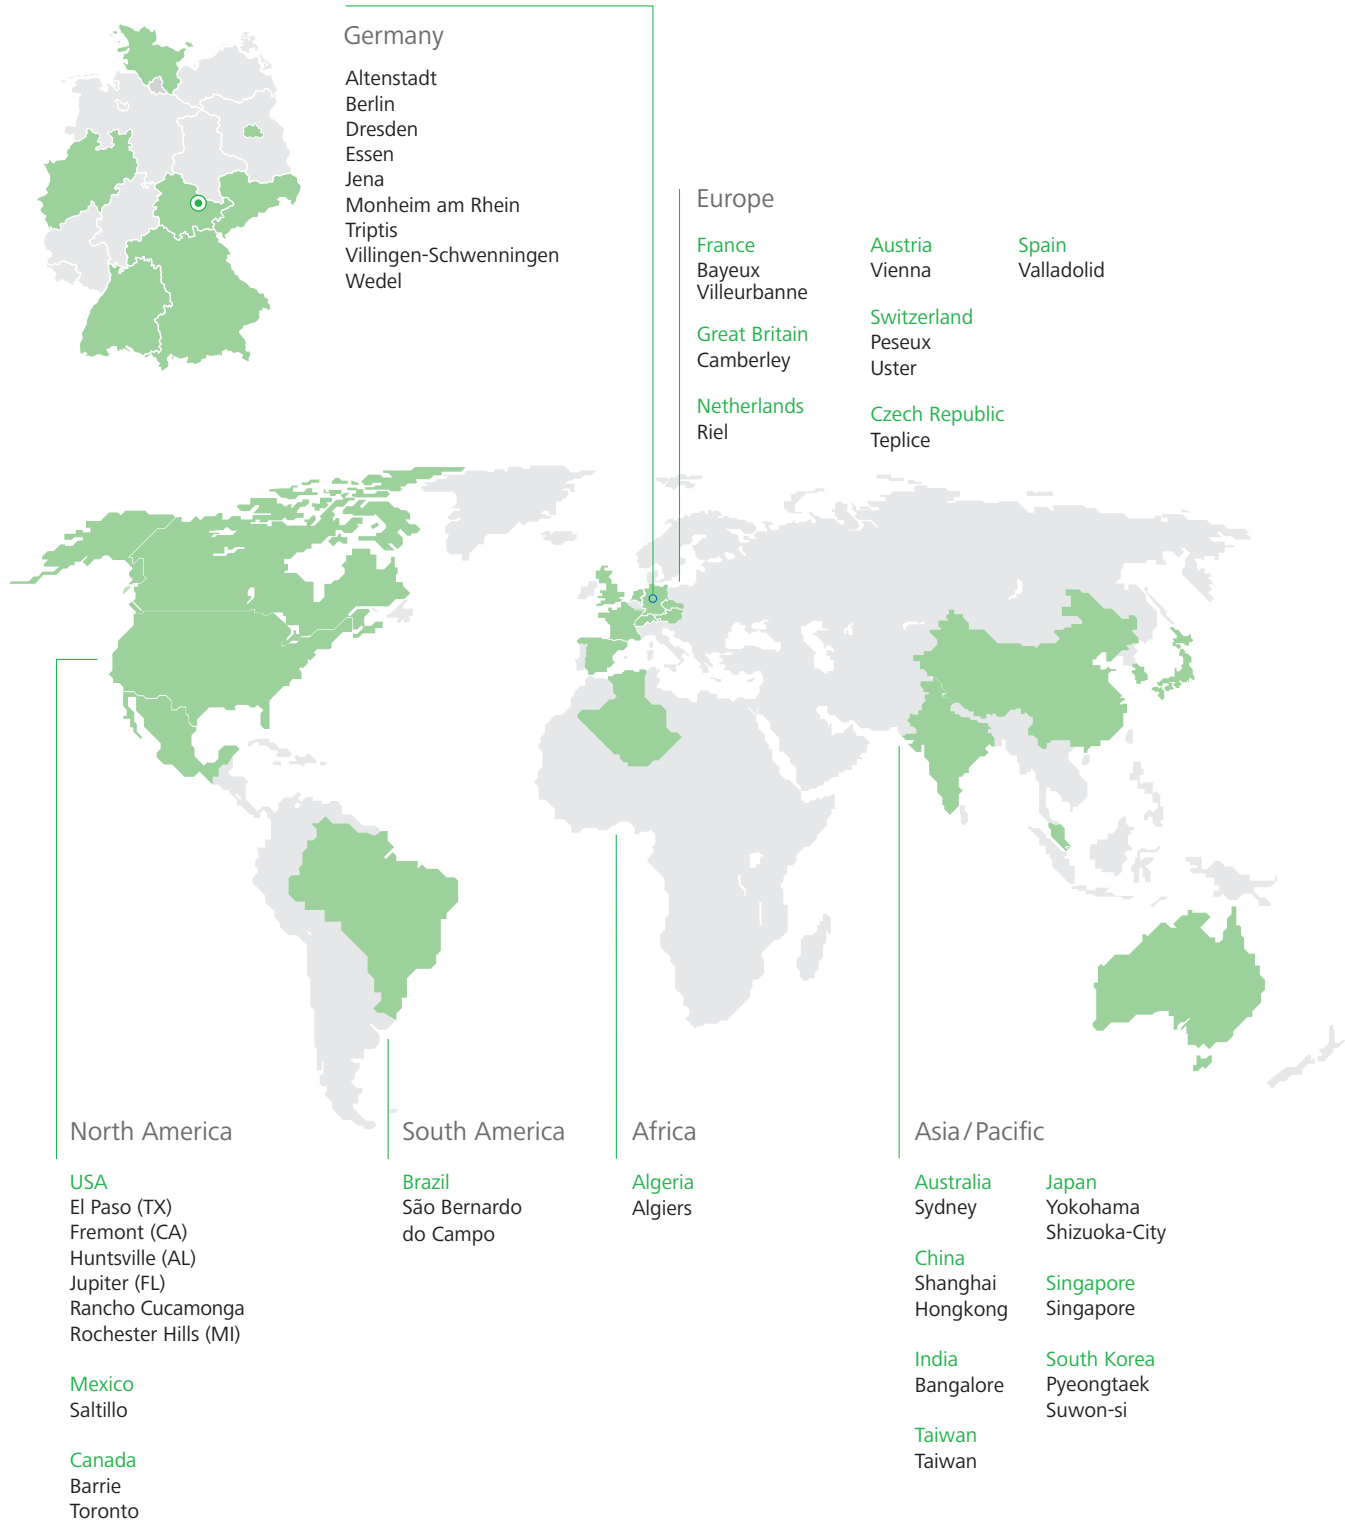 Germany
Altenstadt
Berlin
Dresden
Essen
Jena
Monheim am Rhein
Triptis
Villingen-Schwenningen
Wedel
Europe
France
Bayeux
Villeurbanne
Great Britain
Camberley
Netherlands
Riel
Austria
Vienna
Switzerland
Peseux
Uster
Czech Republic
Teplice
Spain
Valladolid
North America
USA
El Paso (TX)
Fremont (CA)
Huntsville (AL)
Jupiter (FL)
Rancho Cucamonga
Rochester Hills (MI)
Mexico
Saltillo
Canada
Barrie
Toronto
South America
Brazil
São Bernardo
do Campo
Africa
Algeria
Algiers
Asia/Pacific
Australia
Sydney
China
Shanghai
Hongkong
India
Bangalore
Taiwan
Taiwan
Japan
Yokohama
Shizuoka-City
Singapore
Singapore
South Korea
Pyeongtaek
Suwon-si